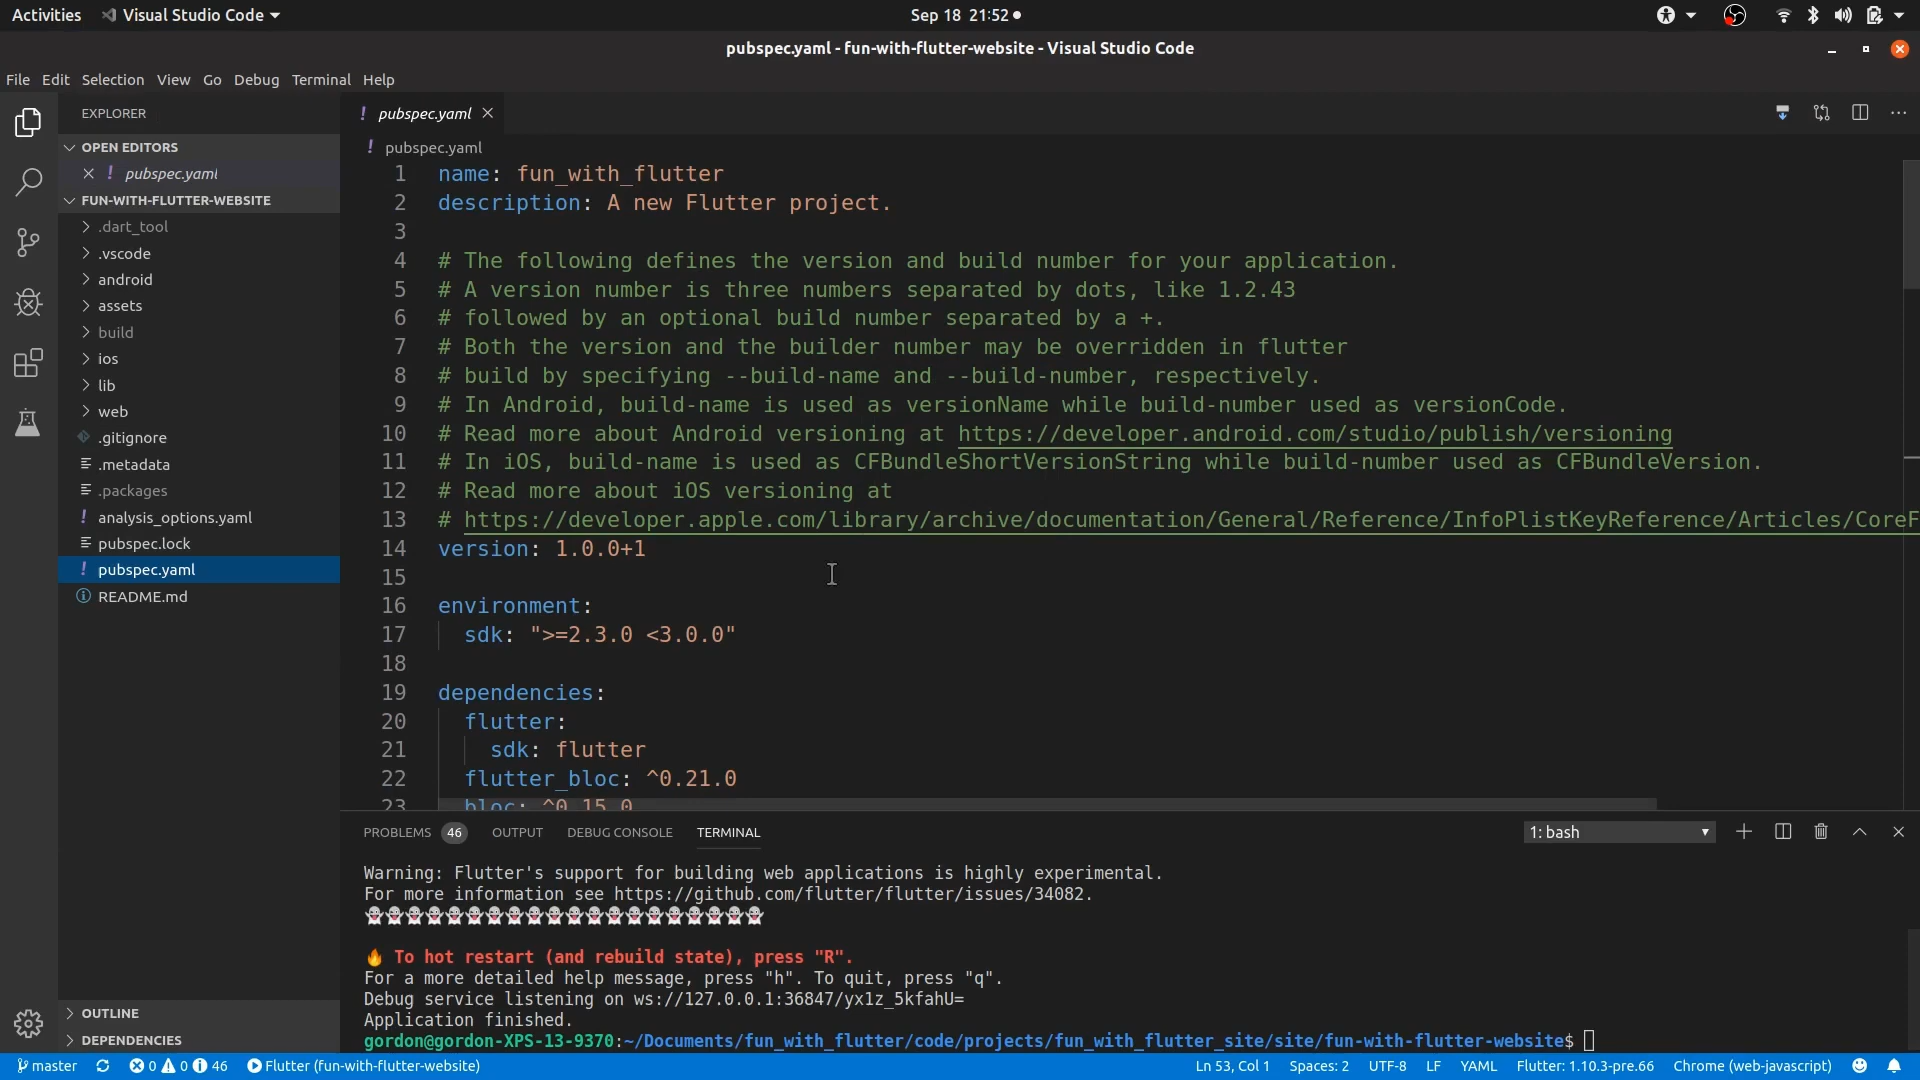 Activities
Visual Studio Code
Sep 18 21:52
pubspec.yaml - fun-with-flutter-website - Visual Studio Code
File Edit Selection View Go Debug Terminal Help
EXPLORER
OPEN EDITORS
pubspec.yaml
FUN-WITH-FLUTTER-WEBSITE
.dart_tool
.vscode
android
assets
build
ios
lib
web
.gitignore
.metadata
.packages
analysis_options.yaml
pubspec.lock
pubspec.yaml
README.md
OUTLINE
DEPENDENCIES
! pubspec.yaml
! pubspec.yaml
1 name: fun_with_flutter
2 description: A new Flutter project.
3
4 # The following defines the version and build number for your application.
5 # A version number is three numbers separated by dots, like 1.2.43
6 # followed by an optional build number separated by a +.
7 # Both the version and the builder number may be overridden in flutter
8 # build by specifying --build-name and --build-number, respectively.
9 # In Android, build-name is used as versionName while build-number used as versionCode.
10 # Read more about Android versioning at https://developer.android.com/studio/publish/versioning
11 # In iOS, build-name is used as CFBundleShortVersionString while build-number used as CFBundleVersion.
12 # Read more about iOS versioning at
13 # https://developer.apple.com/library/archive/documentation/General/Reference/InfoPlistKeyReference/Articles/CoreF
14 version: 1.0.0+1
15
16 environment:
17 sdk: ">=2.3.0 <3.0.0"
18
19 dependencies:
20 flutter:
21 sdk: flutter
22 flutter_bloc: ^0.21.0
23 bloc: ^0.15.0
PROBLEMS 46 OUTPUT DEBUG CONSOLE TERMINAL
1: bash
Warning: Flutter's support for building web applications is highly experimental.
For more information see https://github.com/flutter/flutter/issues/34082.
👻👻👻👻👻👻👻👻👻👻👻👻👻👻👻👻👻👻👻👻
🔥 To hot restart (and rebuild state), press "R".
For a more detailed help message, press "h". To quit, press "q".
Debug service listening on ws://127.0.0.1:36847/yx1z_5kfahU=
Application finished.
gordon@gordon-XPS-13-9370:~/Documents/fun_with_flutter/code/projects/fun_with_flutter_site/site/fun-with-flutter-website$
master 0 0 46 Flutter (fun-with-flutter-website) Ln 53, Col 1 Spaces: 2 UTF-8 LF YAML Flutter: 1.10.3-pre.66 Chrome (web-javascript)